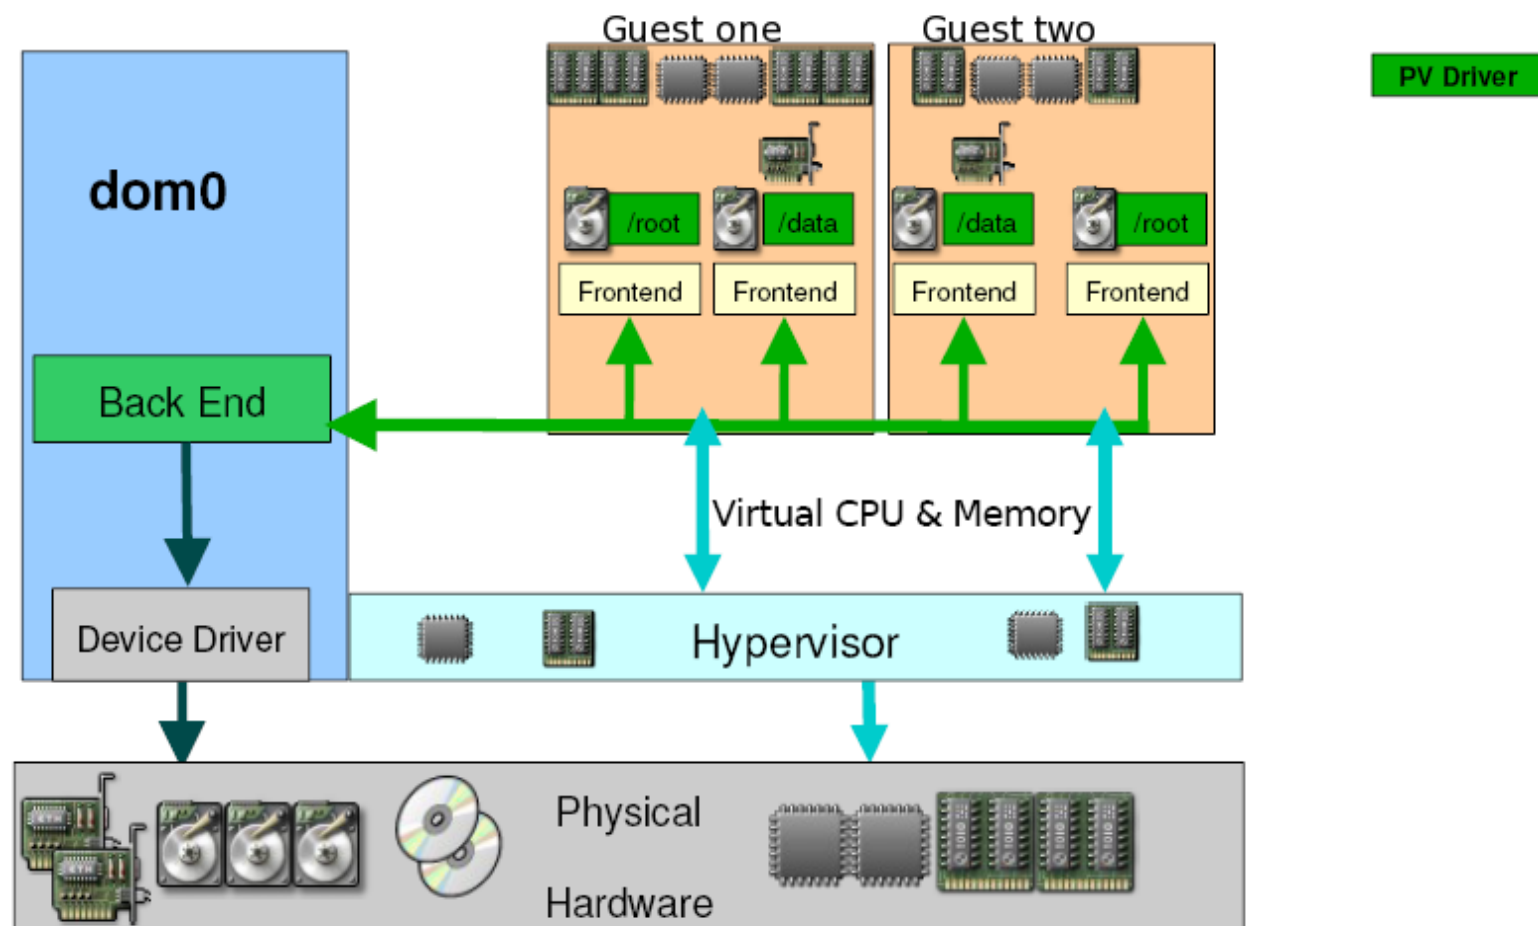 Guest one
Guest two
PV Driver
dom0
/root
/data
/data
/root
Frontend
Frontend
Frontend
Frontend
Back End
Virtual CPU & Memory
Device Driver
Hypervisor
Physical
Hardware